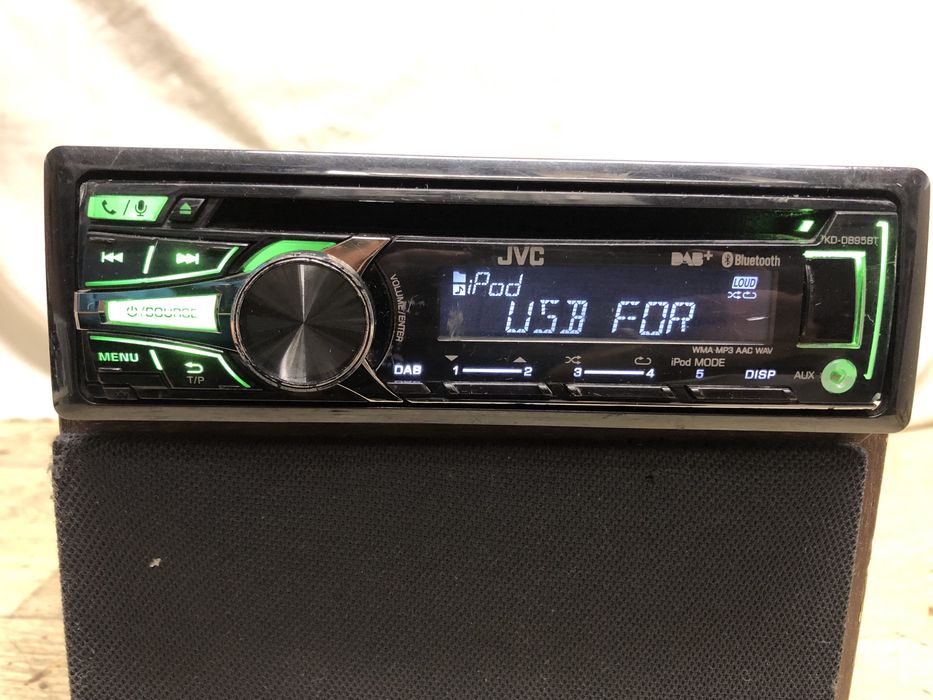 KD-DB95BT
JVC
DAB+ Bluetooth
iPod
LOUD
USB FOR
/SOURCE
VOLUME/ENTER
WMA MP3 AAC WAV
MENU
T/P
iPod MODE
DAB 1 2 3 4 5 DISP AUX